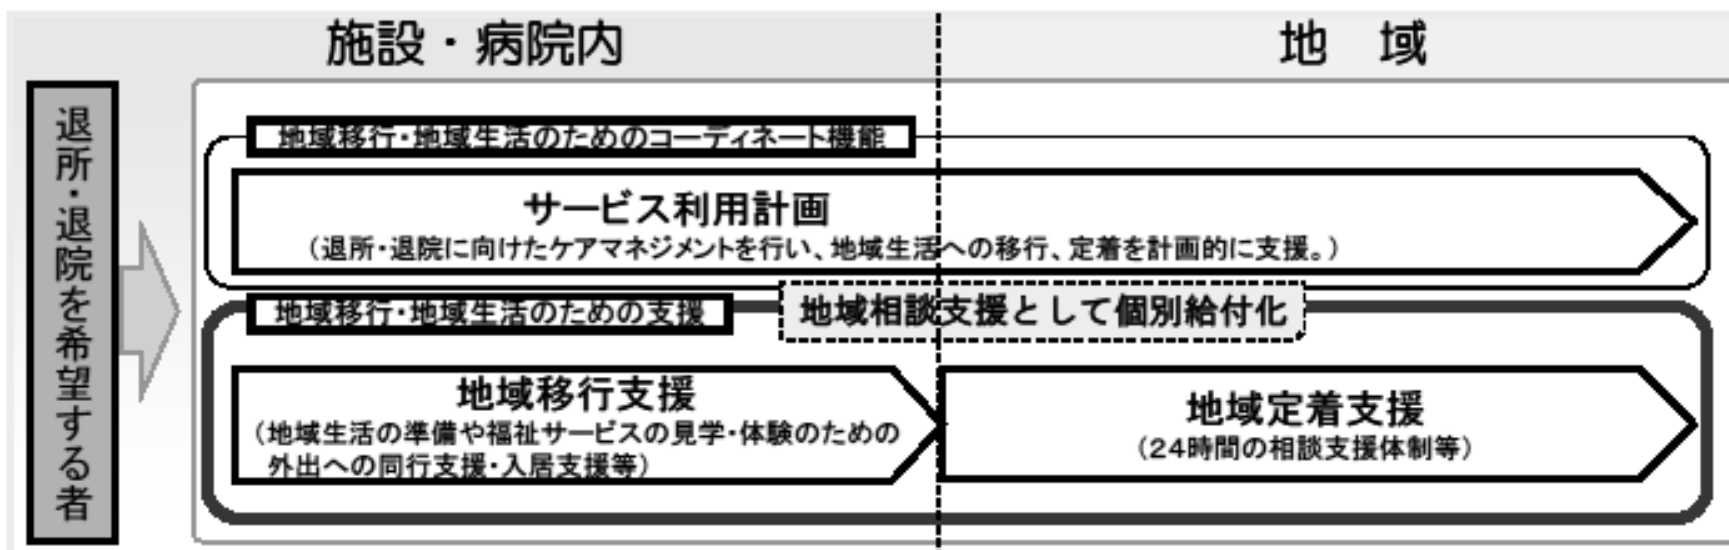 施設・病院内
地 域
退所・退院を希望する者
地域移行・地域生活のためのコーディネート機能
サービス利用計画
（退所・退院に向けたケアマネジメントを行い、地域生活への移行、定着を計画的に支援。）
地域移行・地域生活のための支援
地域相談支援として個別給付化
地域移行支援
（地域生活の準備や福祉サービスの見学・体験のための
外出への同行支援・入居支援等）
地域定着支援
（24時間の相談支援体制等）